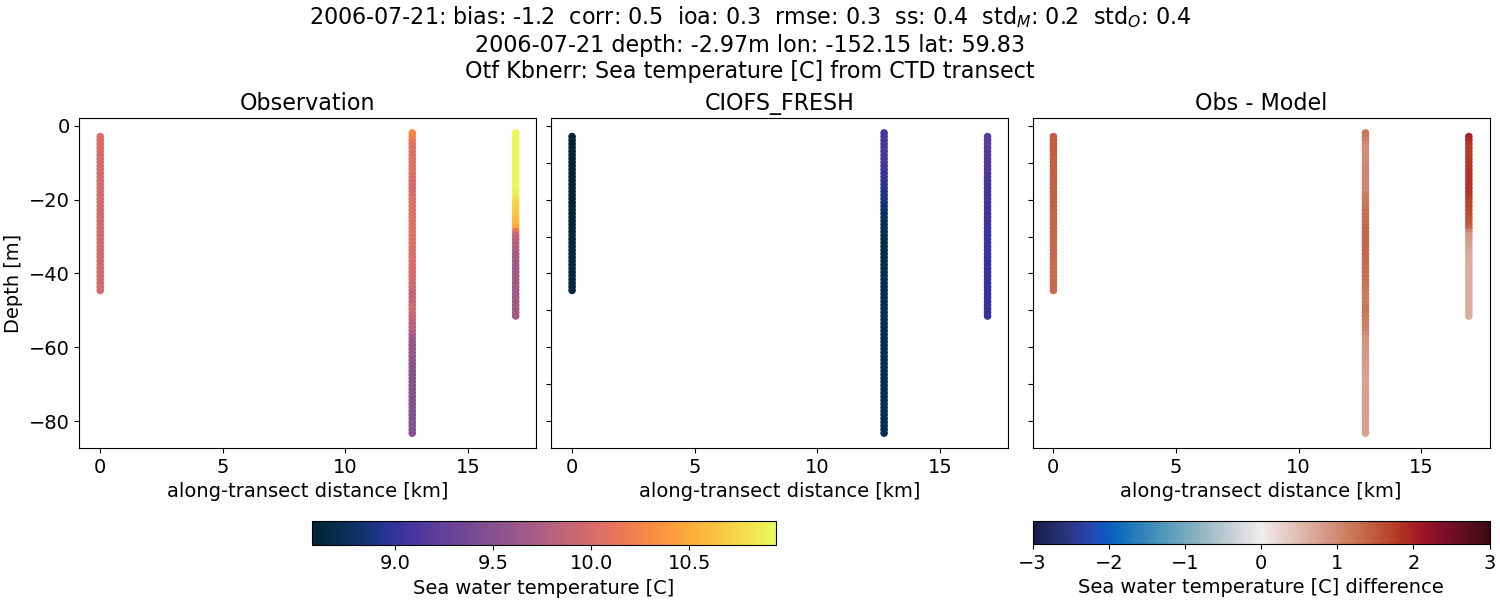 2006-07-21: bias: -1.2  corr: 0.5  ioa: 0.3  rmse: 0.3  ss: 0.4  std_M: 0.2  std_O: 0.4
2006-07-21 depth: -2.97m lon: -152.15 lat: 59.83
Otf Kbnerr: Sea temperature [C] from CTD transect
Observation
CIOFS_FRESH
Obs - Model
Depth [m]
0
−20
−40
−60
−80
0 5 10 15
0 5 10 15
0 5 10 15
along-transect distance [km]
along-transect distance [km]
along-transect distance [km]
9.0 9.5 10.0 10.5
Sea water temperature [C]
−3 −2 −1 0 1 2 3
Sea water temperature [C] difference